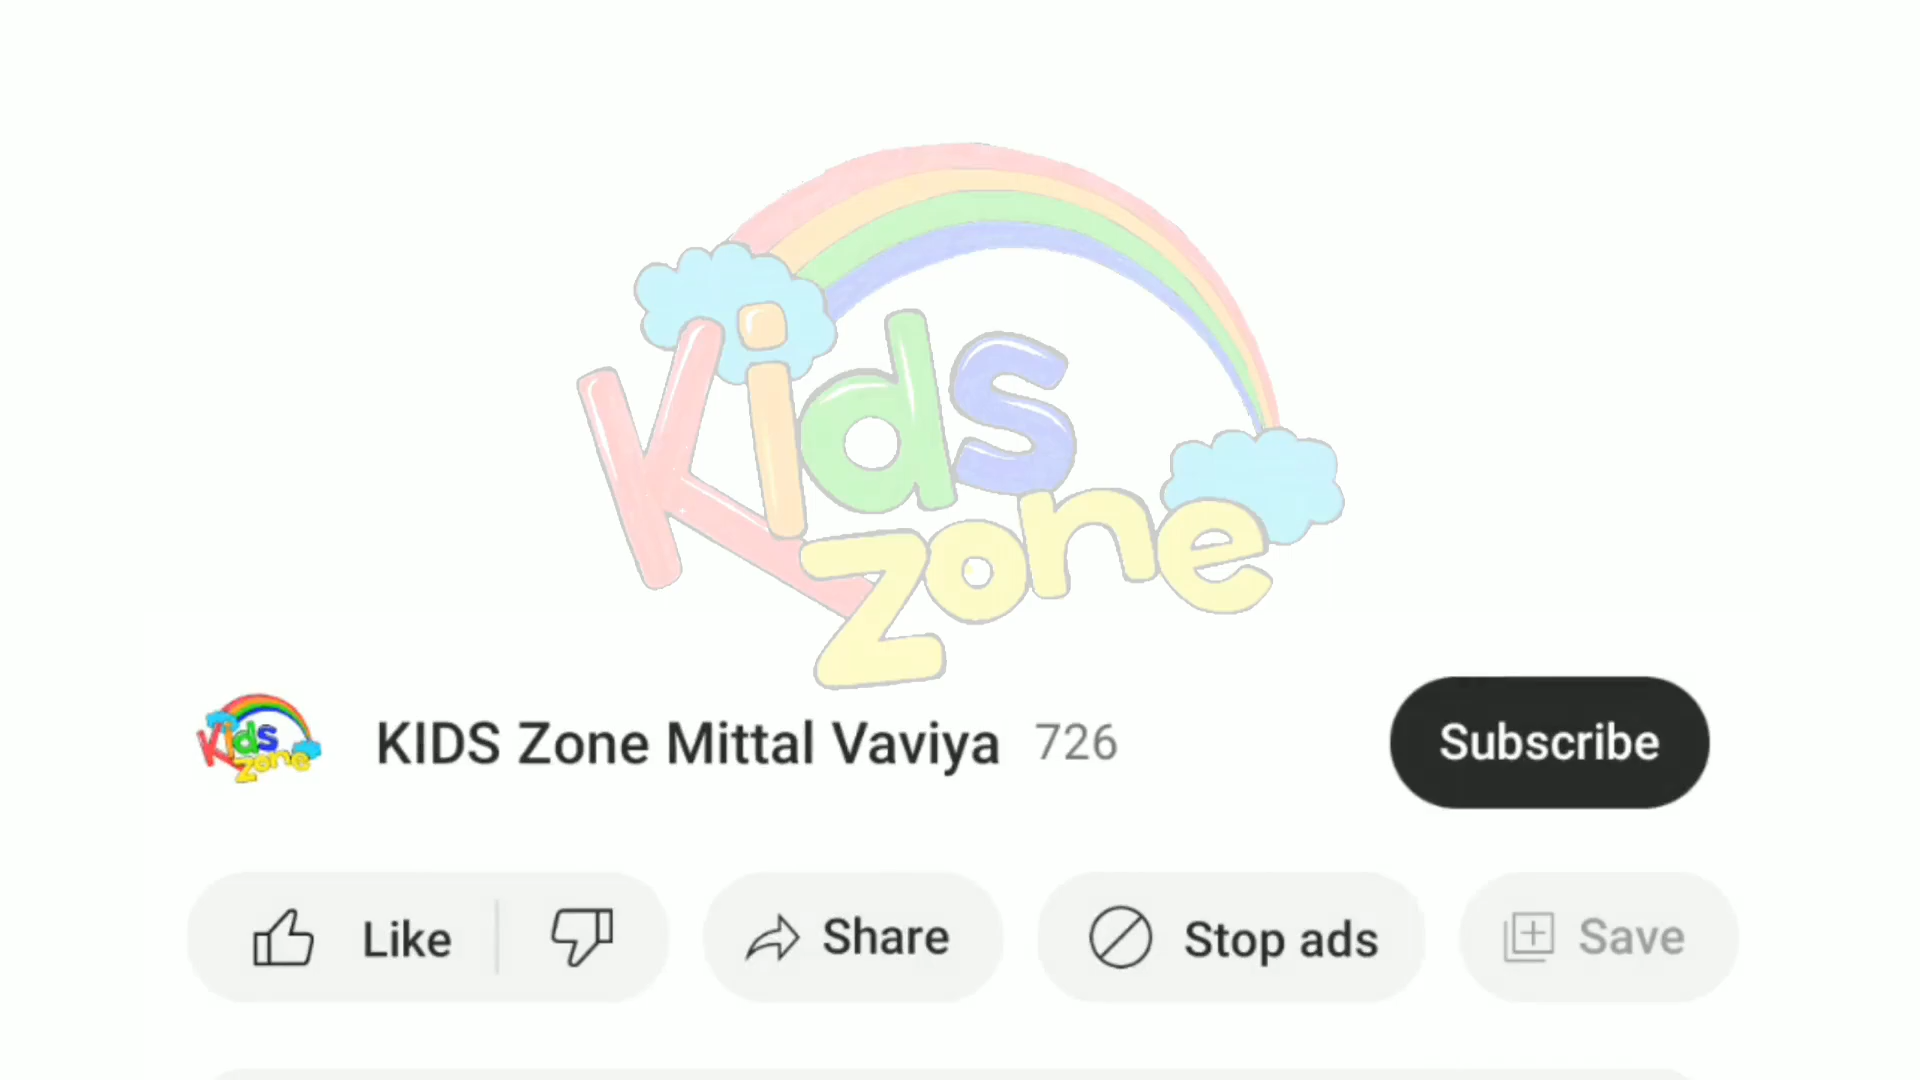 Kids
Zone
Kids
Zone
KIDS Zone Mittal Vaviya 726
Subscribe
Like
Share
Stop ads
Save